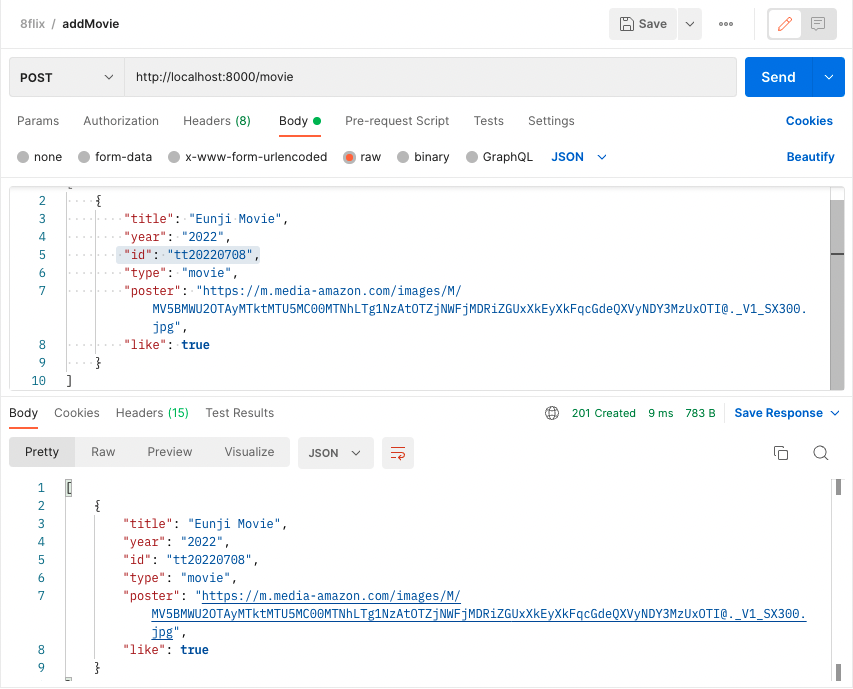 8flix / addMovie Save
POST http://localhost:8000/movie Send
Params Authorization Headers (8) Body Pre-request Script Tests Settings Cookies
none form-data x-www-form-urlencoded raw binary GraphQL JSON Beautify
2 {
3 "title": "Eunji Movie",
4 "year": "2022",
5 "id": "tt20220708",
6 "type": "movie",
7 "poster": "https://m.media-amazon.com/images/M/
MV5BMWU2OTAyMTktMTU5MC00MTNhLTg1NzAtOTZjNWFjMDRiZGUxXkEyXkFqcGdeQXVyNDY3MzUxOTI@._V1_SX300.
jpg",
8 "like": true
9 }
10 ]
Body Cookies Headers (15) Test Results 201 Created 9 ms 783 B Save Response
Pretty Raw Preview Visualize JSON
1 [
2 {
3 "title": "Eunji Movie",
4 "year": "2022",
5 "id": "tt20220708",
6 "type": "movie",
7 "poster": "https://m.media-amazon.com/images/M/
MV5BMWU2OTAyMTktMTU5MC00MTNhLTg1NzAtOTZjNWFjMDRiZGUxXkEyXkFqcGdeQXVyNDY3MzUxOTI@._V1_SX300.
jpg",
8 "like": true
9 }